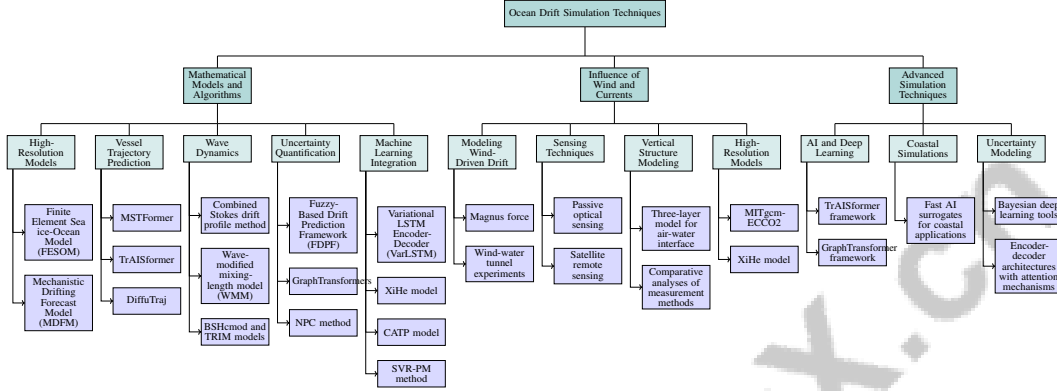 Ocean Drift Simulation Techniques
Mathematical
Models and
Algorithms
Influence of
Wind and
Currents
Advanced
Simulation
Techniques
High-
Resolution
Models
Vessel
Trajectory
Prediction
Wave
Dynamics
Uncertainty
Quantification
Machine
Learning
Integration
Modeling
Wind-
Driven Drift
Sensing
Techniques
Vertical
Structure
Modeling
High-
Resolution
Models
AI and Deep
Learning
Coastal
Simulations
Uncertainty
Modeling
Finite
Element Sea
ice-Ocean
Model
(FESOM)
Mechanistic
Drifting
Forecast
Model
(MDFM)
MSTFormer
TrAISformer
DiffuTraj
Combined
Stokes drift
profile method
Wave-
modified
mixing-
length model
(WMM)
BSHcmod and
TRIM models
Fuzzy-
Based Drift
Prediction
Framework
(FDPF)
GraphTransformers
NPC method
Variational
LSTM
Encoder-
Decoder
(VarLSTM)
XiHe model
CATP model
SVR-PM
method
Magnus force
Wind-water
tunnel
experiments
Passive
optical
sensing
Satellite
remote
sensing
Three-layer
model for
air-water
interface
Comparative
analyses of
measurement
methods
MITgcm-
ECCO2
XiHe model
TrAISformer
framework
GraphTransformer
framework
Fast AI
surrogates
for coastal
applications
Bayesian deep
learning tools
Encoder-
decoder
architectures
with attention
mechanisms